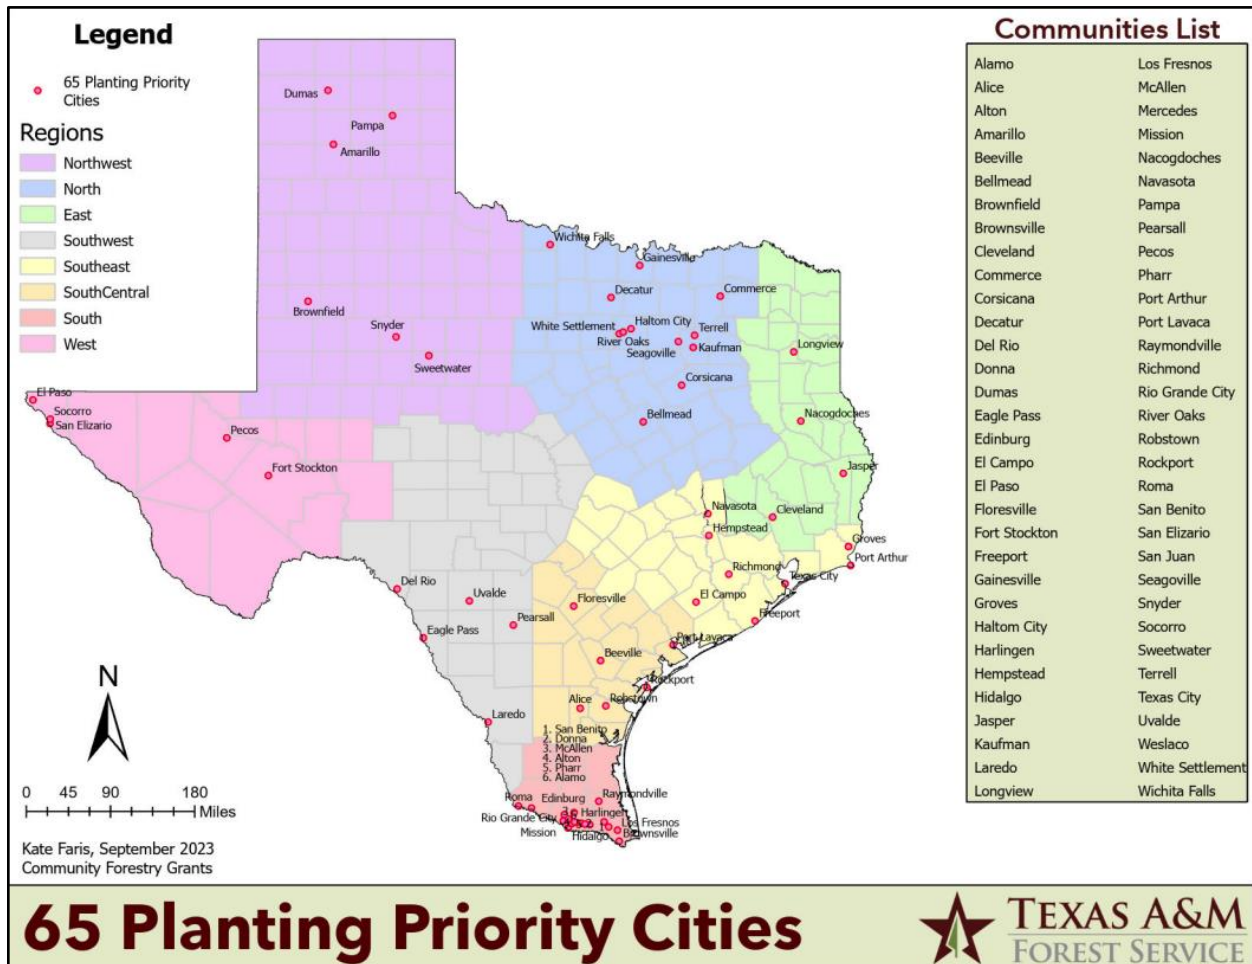 Legend
65 Planting Priority
Cities
Regions
Northwest
North
East
Southwest
Southeast
SouthCentral
South
West
Dumas
Pampa
Amarillo
Wichita Falls
Gainesville
Decatur
Commerce
Brownfield
Snyder
Sweetwater
White Settlement
Haltom City
River Oaks
Terrell
Seagoville
Kaufman
Longview
Corsicana
Bellmead
Nacogdoches
El Paso
Socorro
San Elizario
Pecos
Fort Stockton
Jasper
Navasota
Cleveland
Hempstead
Groves
Port Arthur
Richmond
Texas City
Del Rio
Uvalde
Floresville
El Campo
Pearsall
Freeport
Eagle Pass
Port Lavaca
Beeville
Rockport
Alice
Robstown
Laredo
1. San Benito
2. Donna
3. McAllen
4. Alton
5. Pharr
6. Alamo
Roma
Edinburg
Raymondville
Rio Grande City
Harlingen
Los Fresnos
Mission
Hidalgo
Brownsville
N
0 45 90 180
Miles
Kate Faris, September 2023
Community Forestry Grants
Communities List
Alamo
Alice
Alton
Amarillo
Beeville
Bellmead
Brownfield
Brownsville
Cleveland
Commerce
Corsicana
Decatur
Del Rio
Donna
Dumas
Eagle Pass
Edinburg
El Campo
El Paso
Floresville
Fort Stockton
Freeport
Gainesville
Groves
Haltom City
Harlingen
Hempstead
Hidalgo
Jasper
Kaufman
Laredo
Longview
Los Fresnos
McAllen
Mercedes
Mission
Nacogdoches
Navasota
Pampa
Pearsall
Pecos
Pharr
Port Arthur
Port Lavaca
Raymondville
Richmond
Rio Grande City
River Oaks
Robstown
Rockport
Roma
San Benito
San Elizario
San Juan
Seagoville
Snyder
Socorro
Sweetwater
Terrell
Texas City
Uvalde
Weslaco
White Settlement
Wichita Falls
65 Planting Priority Cities
TEXAS A&M
FOREST SERVICE